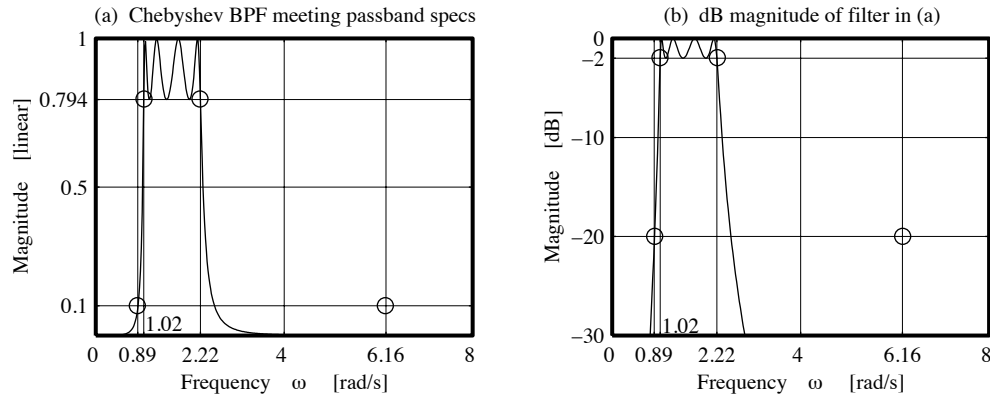 (a) Chebyshev BPF meeting passband specs
1
0.794
0.5
0.1
Magnitude [linear]
1.02
0 0.89 2.22 4 6.16 8
Frequency ω [rad/s]
(b) dB magnitude of filter in (a)
0
−2
−10
−20
−30
Magnitude [dB]
1.02
0 0.89 2.22 4 6.16 8
Frequency ω [rad/s]